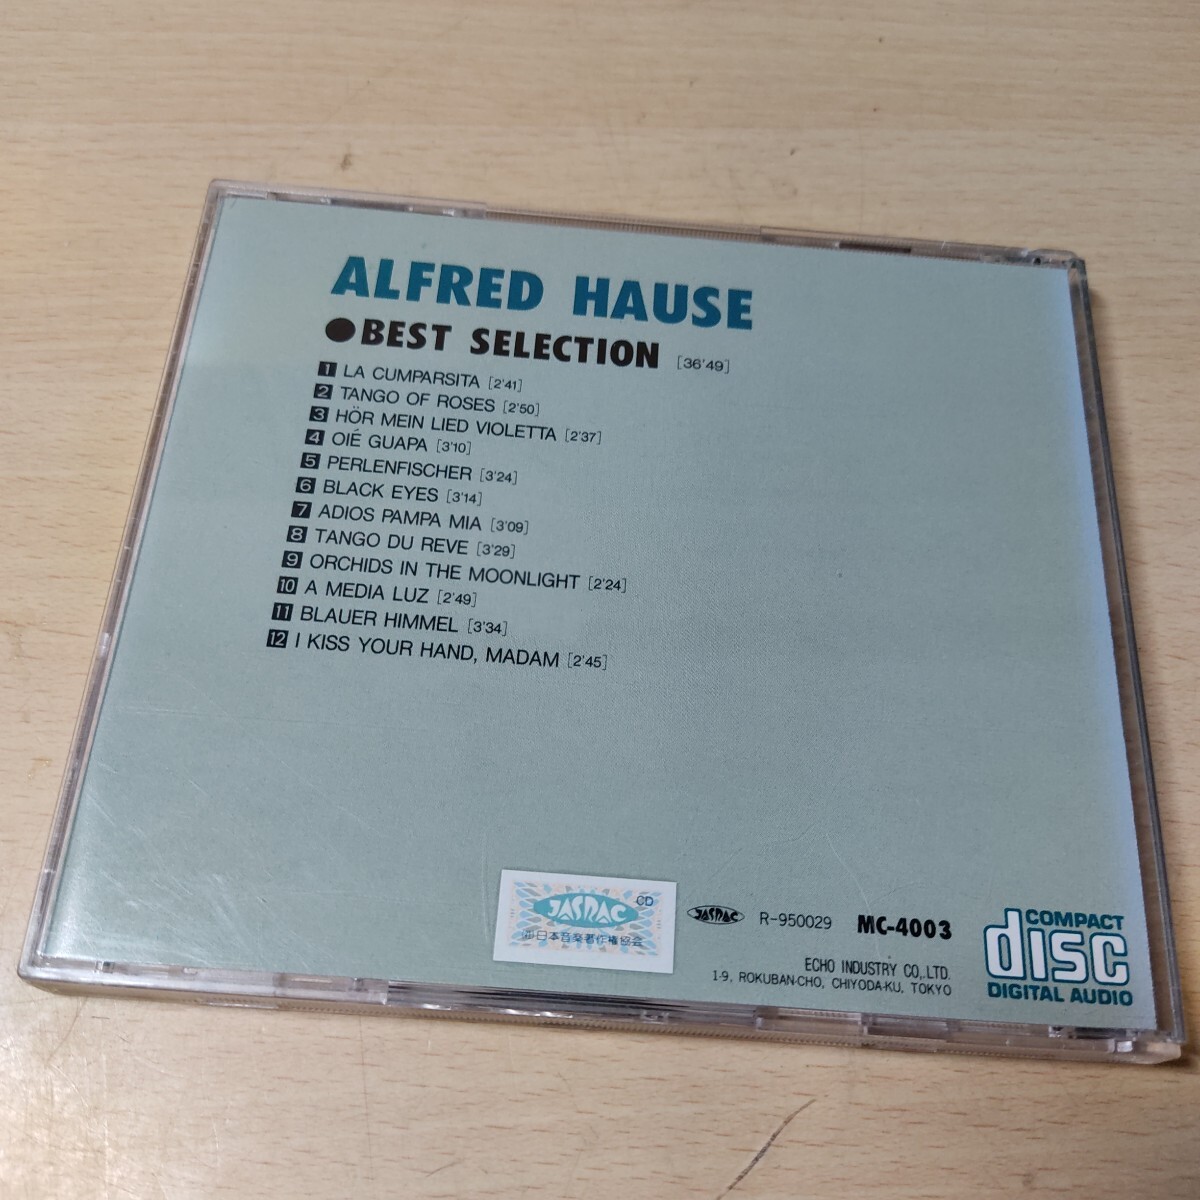 ALFRED HAUSE
●BEST SELECTION [36'49]
1 LA CUMPARSITA [2'41]
2 TANGO OF ROSES [2'50]
3 HÖR MEIN LIED VIOLETTA [2'37]
4 OIÉ GUAPA [3'10]
5 PERLENFISCHER [3'24]
6 BLACK EYES [3'14]
7 ADIOS PAMPA MIA [3'09]
8 TANGO DU REVE [3'29]
9 ORCHIDS IN THE MOONLIGHT [2'24]
10 A MEDIA LUZ [2'49]
11 BLAUER HIMMEL [3'34]
12 I KISS YOUR HAND, MADAM [2'45]
CD
JASRAC
㈳日本音楽著作権協会
JASRAC R-950029 MC-4003
ECHO INDUSTRY CO., LTD.
1-9, ROKUBAN-CHO, CHIYODA-KU, TOKYO
COMPACT
disc
DIGITAL AUDIO